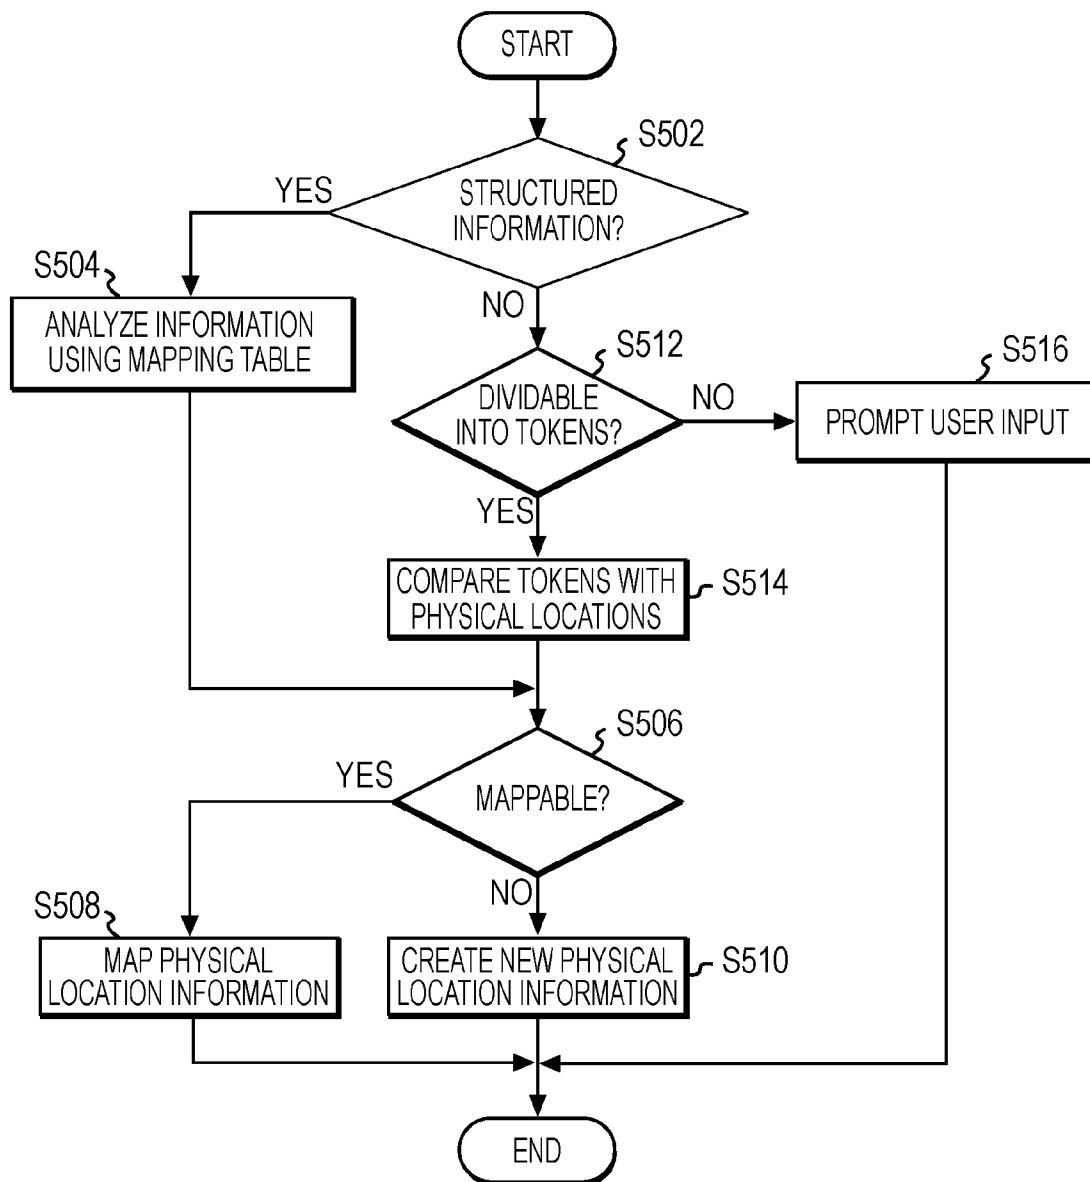 START
S502
YES
STRUCTURED
INFORMATION?
S504
NO
ANALYZE INFORMATION
USING MAPPING TABLE
S512
S516
DIVIDABLE
INTO TOKENS?
NO
PROMPT USER INPUT
YES
COMPARE TOKENS WITH
PHYSICAL LOCATIONS
S514
S506
YES
MAPPABLE?
NO
S508
MAP PHYSICAL
LOCATION INFORMATION
CREATE NEW PHYSICAL
LOCATION INFORMATION
S510
END